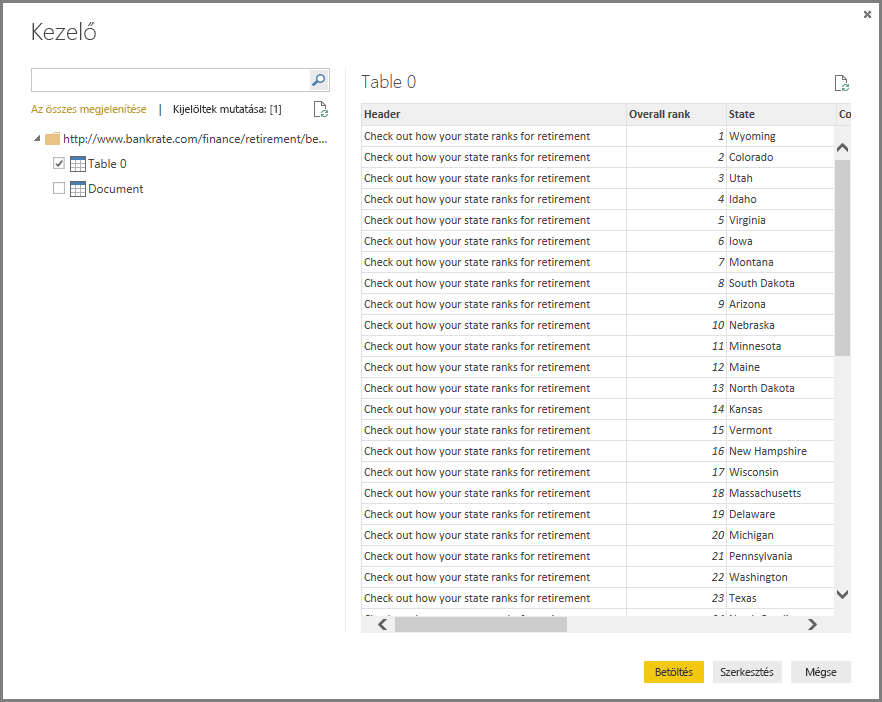 Kezelő
Az összes megjelenítése | Kijelöltek mutatása: [1]
http://www.bankrate.com/finance/retirement/be...
Table 0
Document
Table 0
Header Overall rank State Co
Check out how your state ranks for retirement 1 Wyoming
Check out how your state ranks for retirement 2 Colorado
Check out how your state ranks for retirement 3 Utah
Check out how your state ranks for retirement 4 Idaho
Check out how your state ranks for retirement 5 Virginia
Check out how your state ranks for retirement 6 Iowa
Check out how your state ranks for retirement 7 Montana
Check out how your state ranks for retirement 8 South Dakota
Check out how your state ranks for retirement 9 Arizona
Check out how your state ranks for retirement 10 Nebraska
Check out how your state ranks for retirement 11 Minnesota
Check out how your state ranks for retirement 12 Maine
Check out how your state ranks for retirement 13 North Dakota
Check out how your state ranks for retirement 14 Kansas
Check out how your state ranks for retirement 15 Vermont
Check out how your state ranks for retirement 16 New Hampshire
Check out how your state ranks for retirement 17 Wisconsin
Check out how your state ranks for retirement 18 Massachusetts
Check out how your state ranks for retirement 19 Delaware
Check out how your state ranks for retirement 20 Michigan
Check out how your state ranks for retirement 21 Pennsylvania
Check out how your state ranks for retirement 22 Washington
Check out how your state ranks for retirement 23 Texas
Betöltés Szerkesztés Mégse